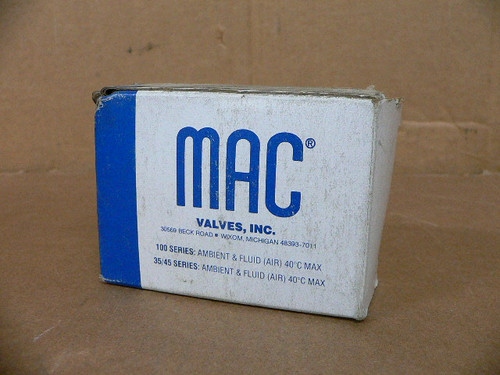 MAC®
VALVES, INC.
30569 BECK ROAD • WIXOM, MICHIGAN 48393-7011
100 SERIES: AMBIENT & FLUID (AIR) 40°C MAX
35/45 SERIES: AMBIENT & FLUID (AIR) 40°C MAX